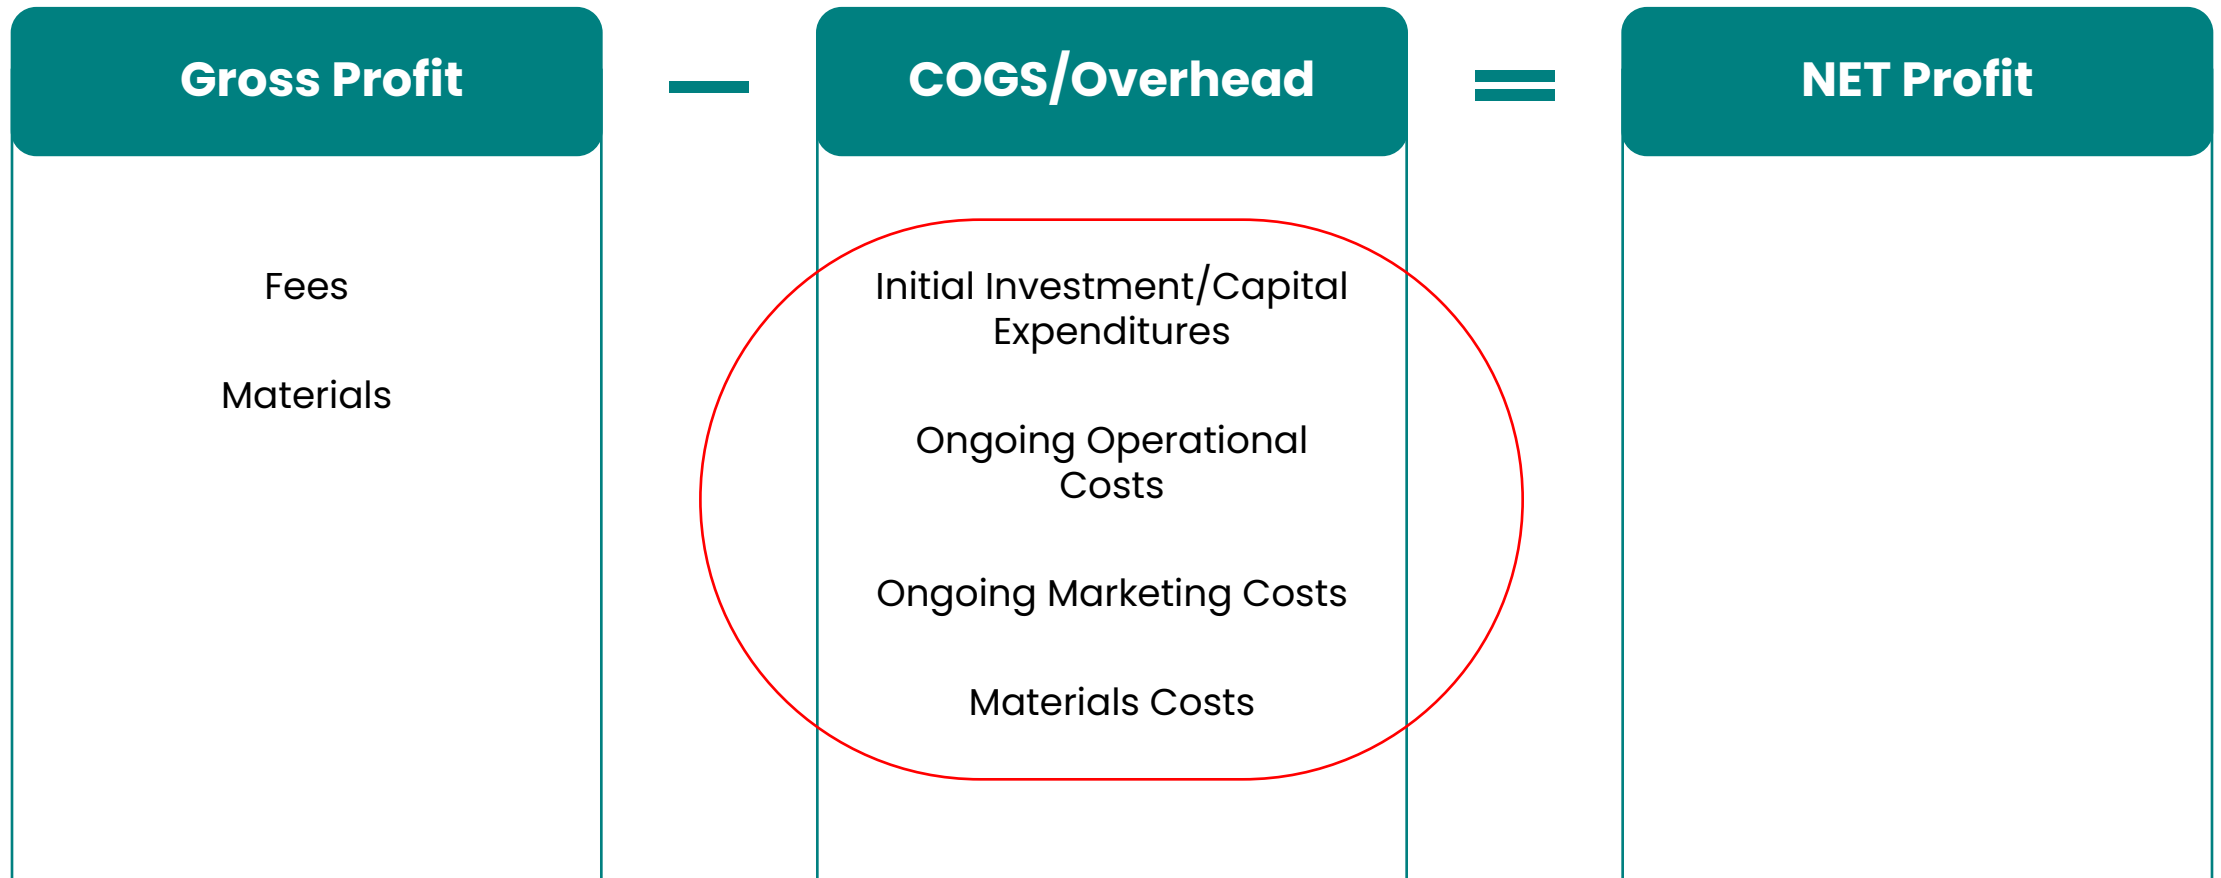 Gross Profit
COGS/Overhead
NET Profit
Fees
Materials
Initial Investment/Capital
Expenditures
Ongoing Operational
Costs
Ongoing Marketing Costs
Materials Costs